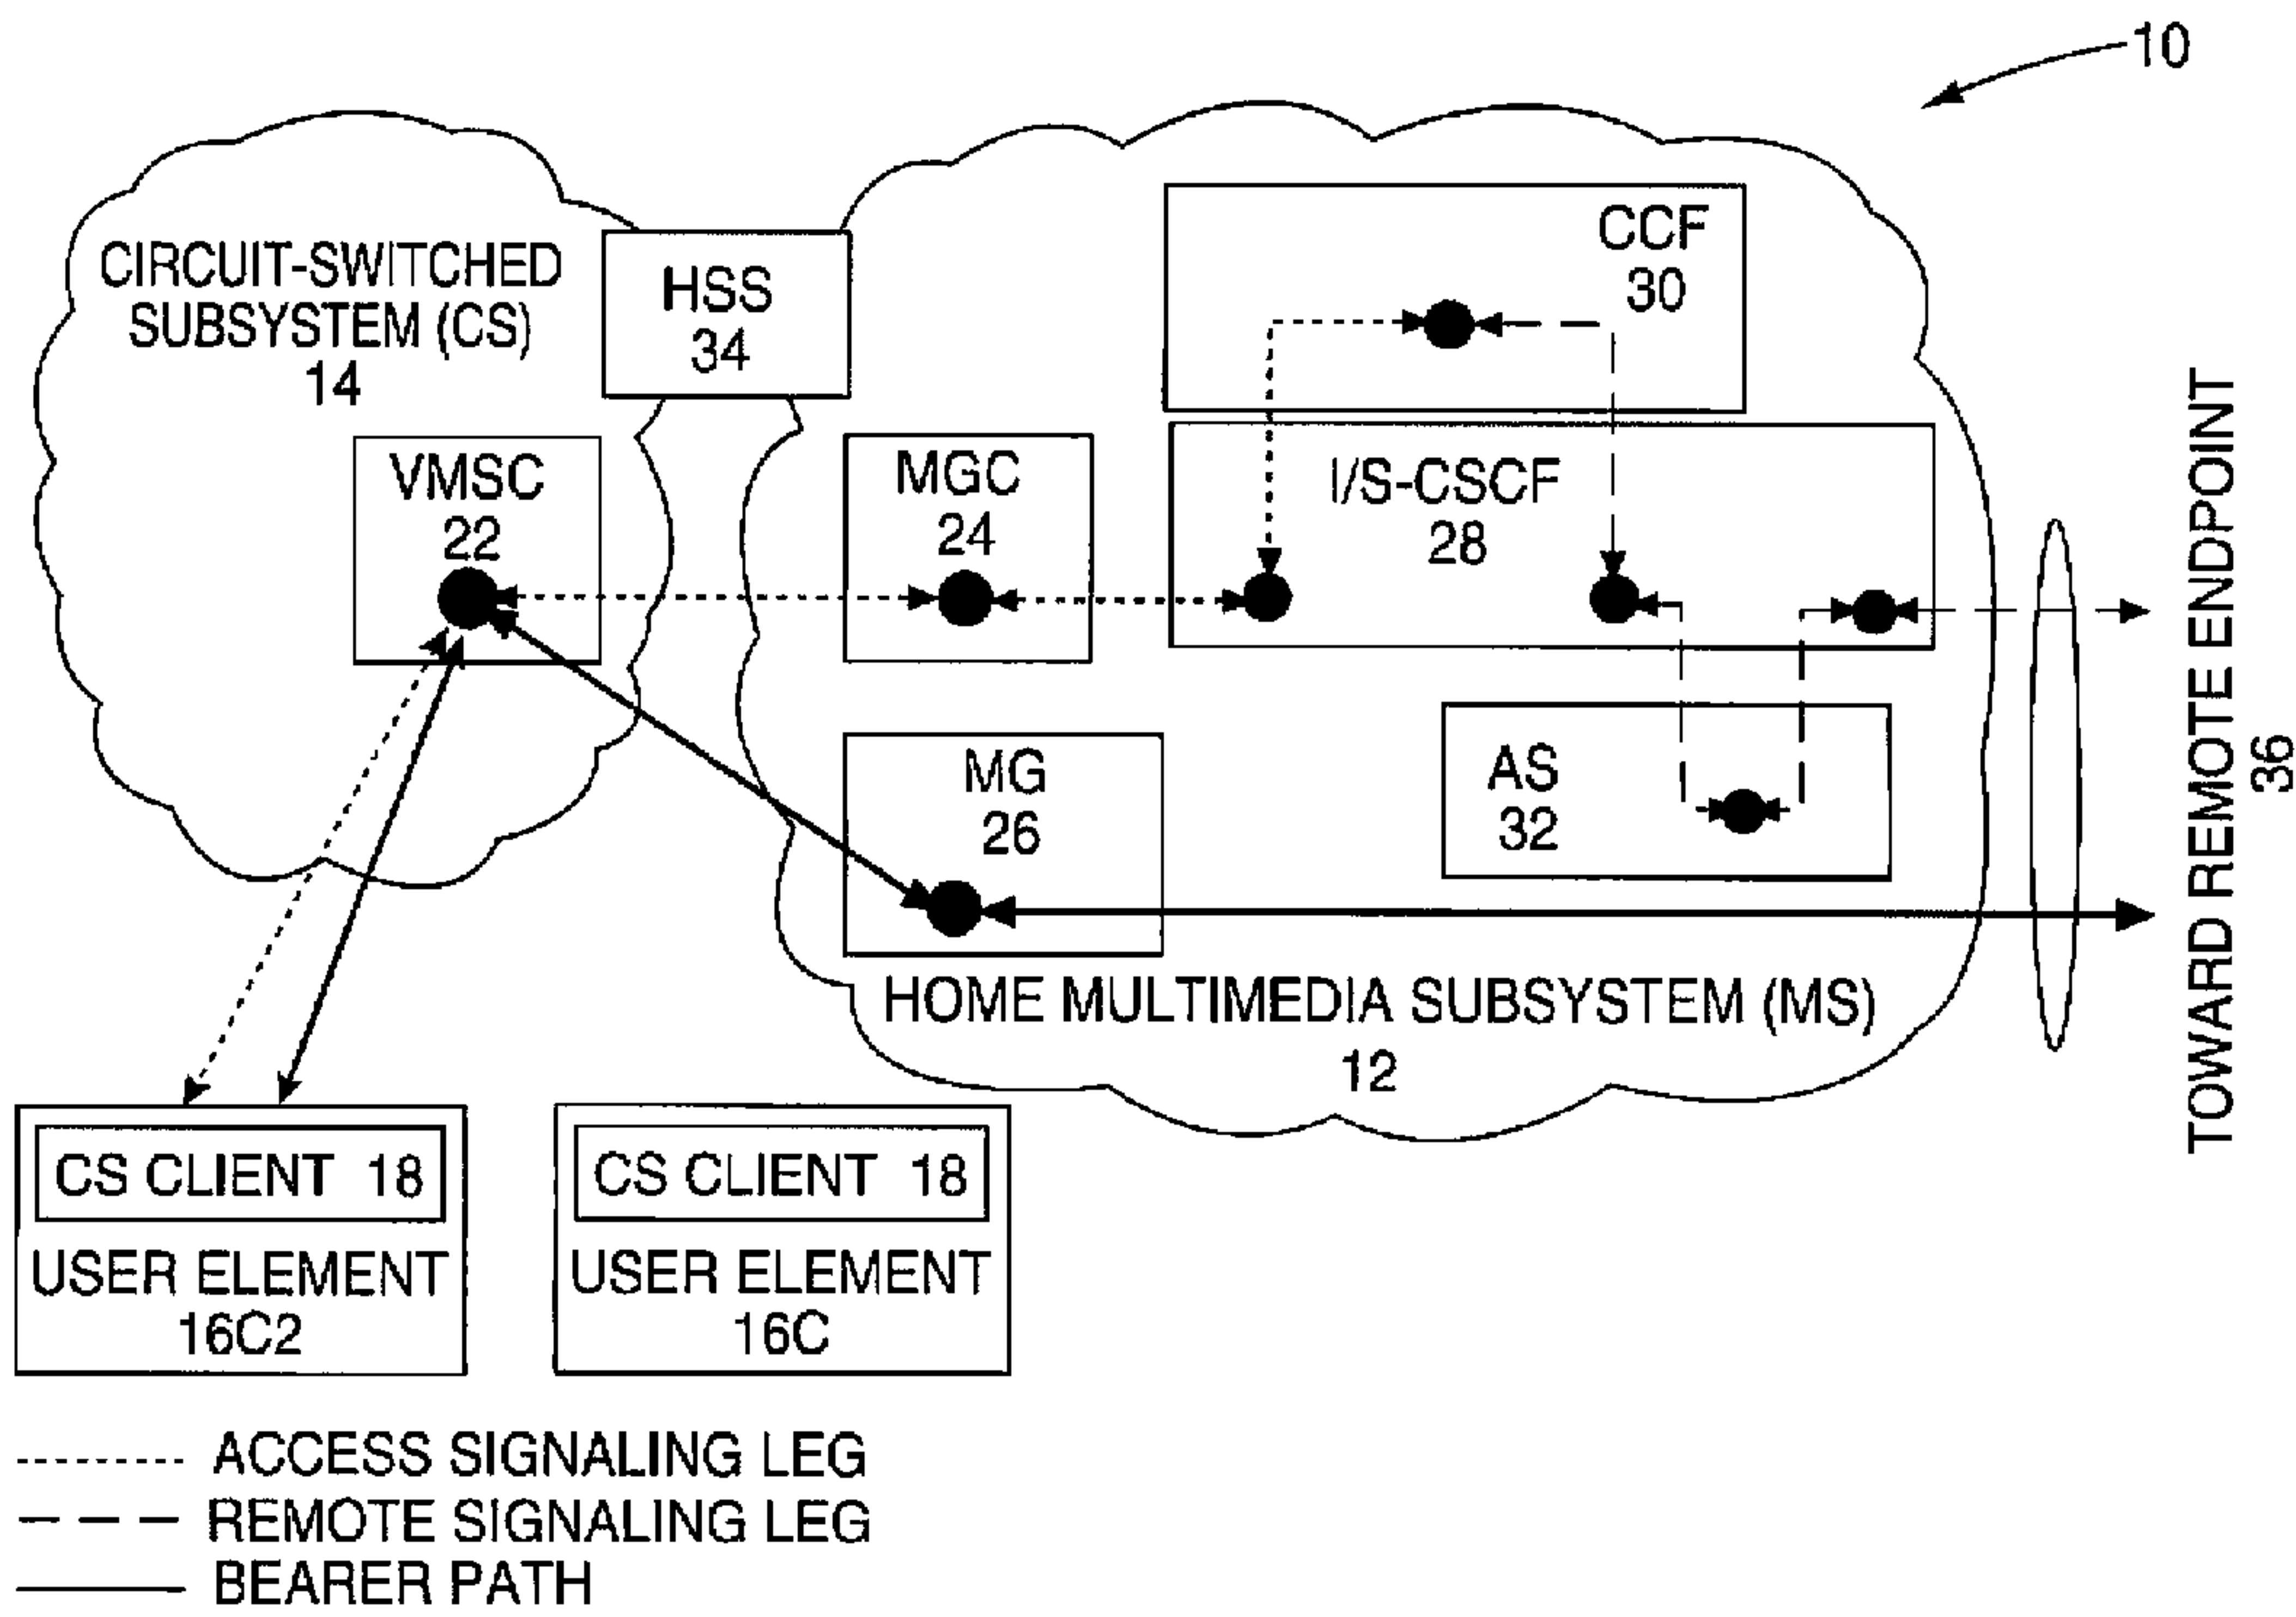 10
CIRCUIT-SWITCHED
SUBSYSTEM (CS)
14
HSS
34
CCF
30
VMSC
22
MGC
24
I/S-CSCF
28
MG
26
AS
32
HOME MULTIMEDIA SUBSYSTEM (MS)
12
TOWARD REMOTE ENDPOINT
36
CS CLIENT 18
USER ELEMENT
16C2
CS CLIENT 18
USER ELEMENT
16C
ACCESS SIGNALING LEG
REMOTE SIGNALING LEG
BEARER PATH